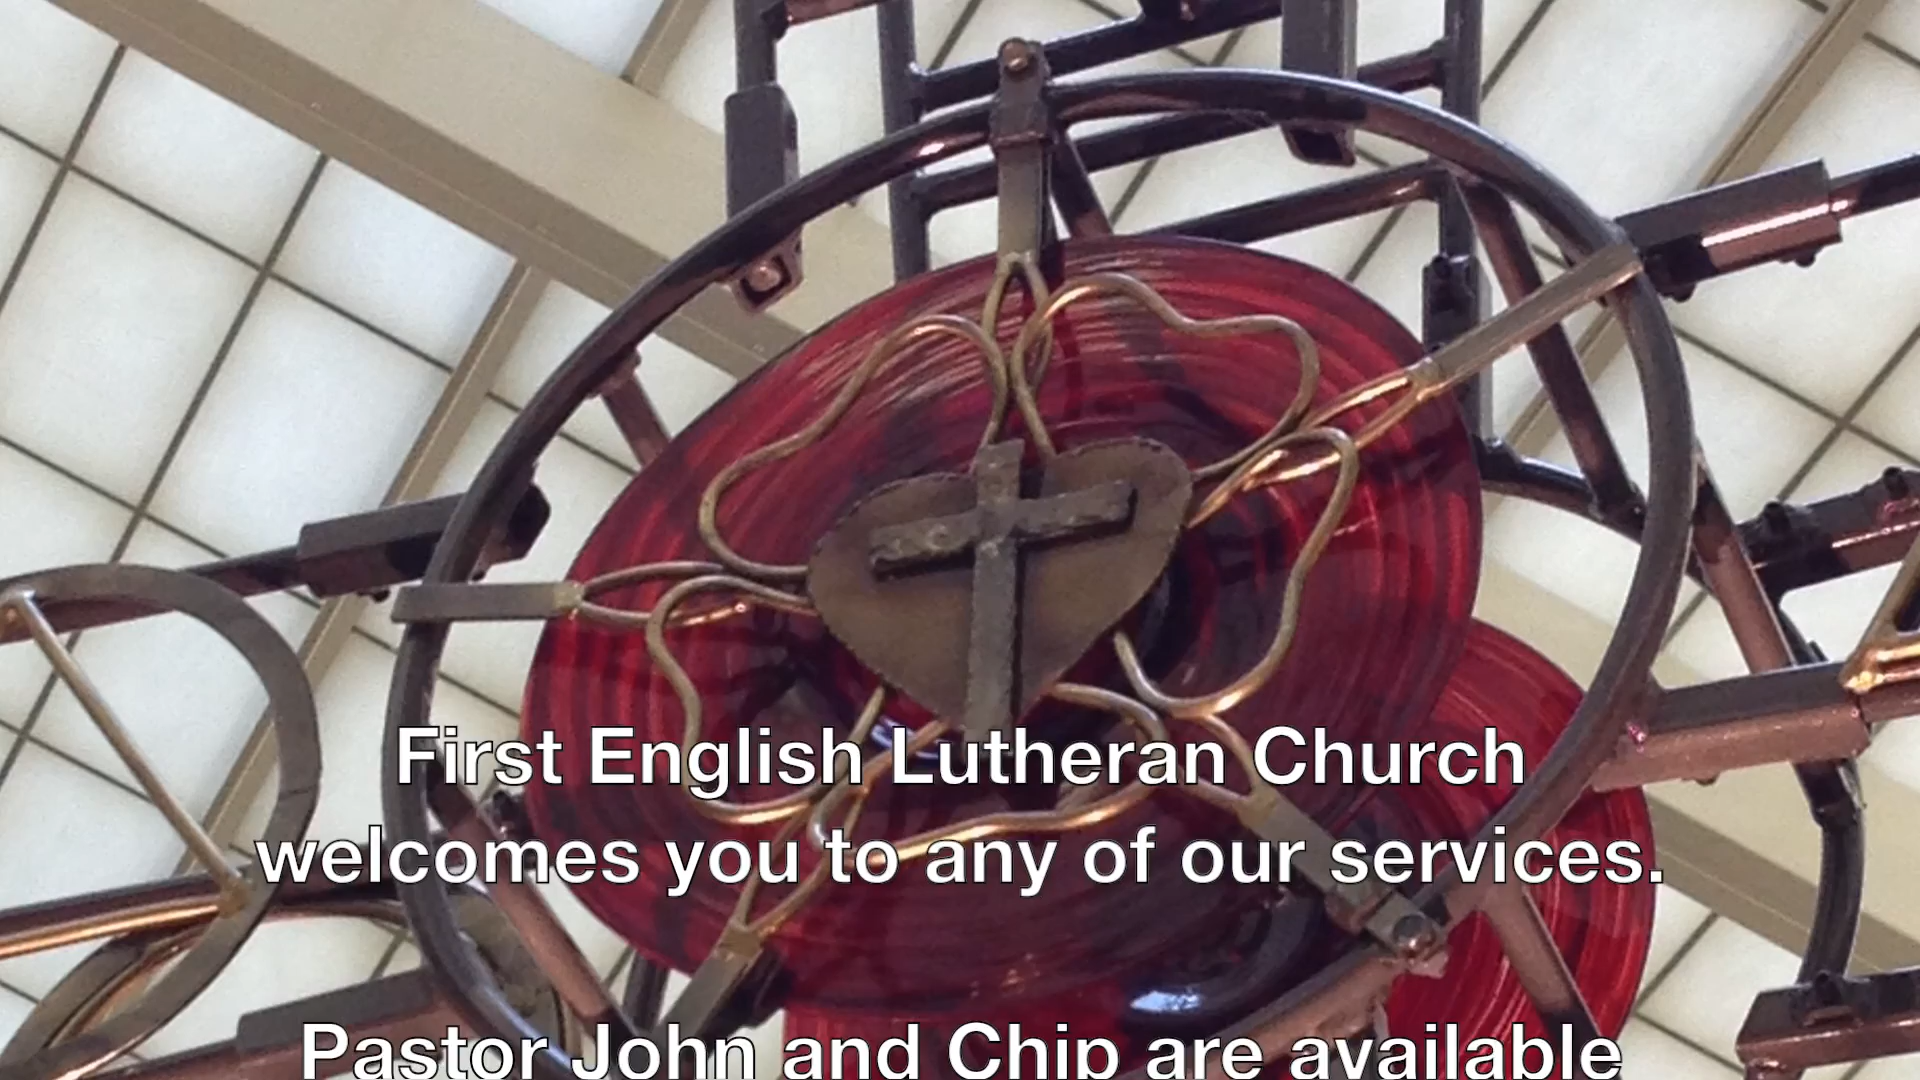 First English Lutheran Church
welcomes you to any of our services.
Pastor John and Chip are available